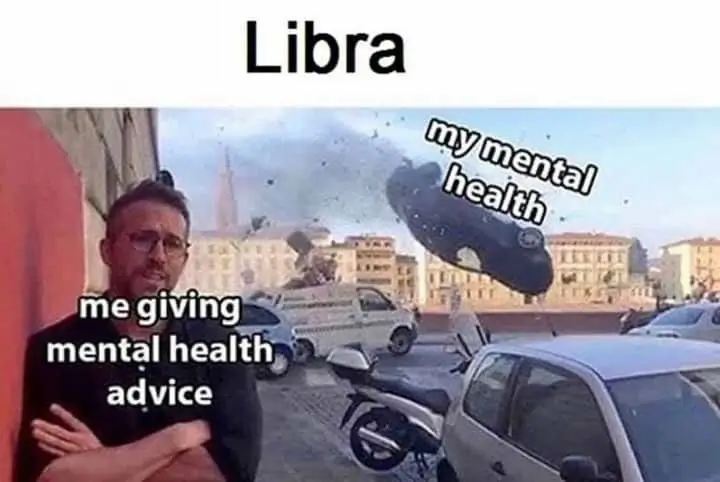 Libra
my mental
health
me giving
mental health
advice